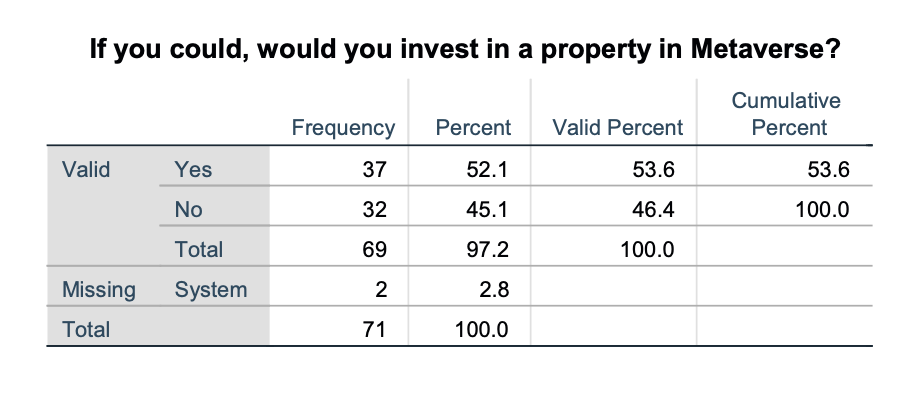 If you could, would you invest in a property in Metaverse?
Frequency Percent Valid Percent Cumulative Percent
Valid Yes 37 52.1 53.6 53.6
No 32 45.1 46.4 100.0
Total 69 97.2 100.0
Missing System 2 2.8
Total 71 100.0